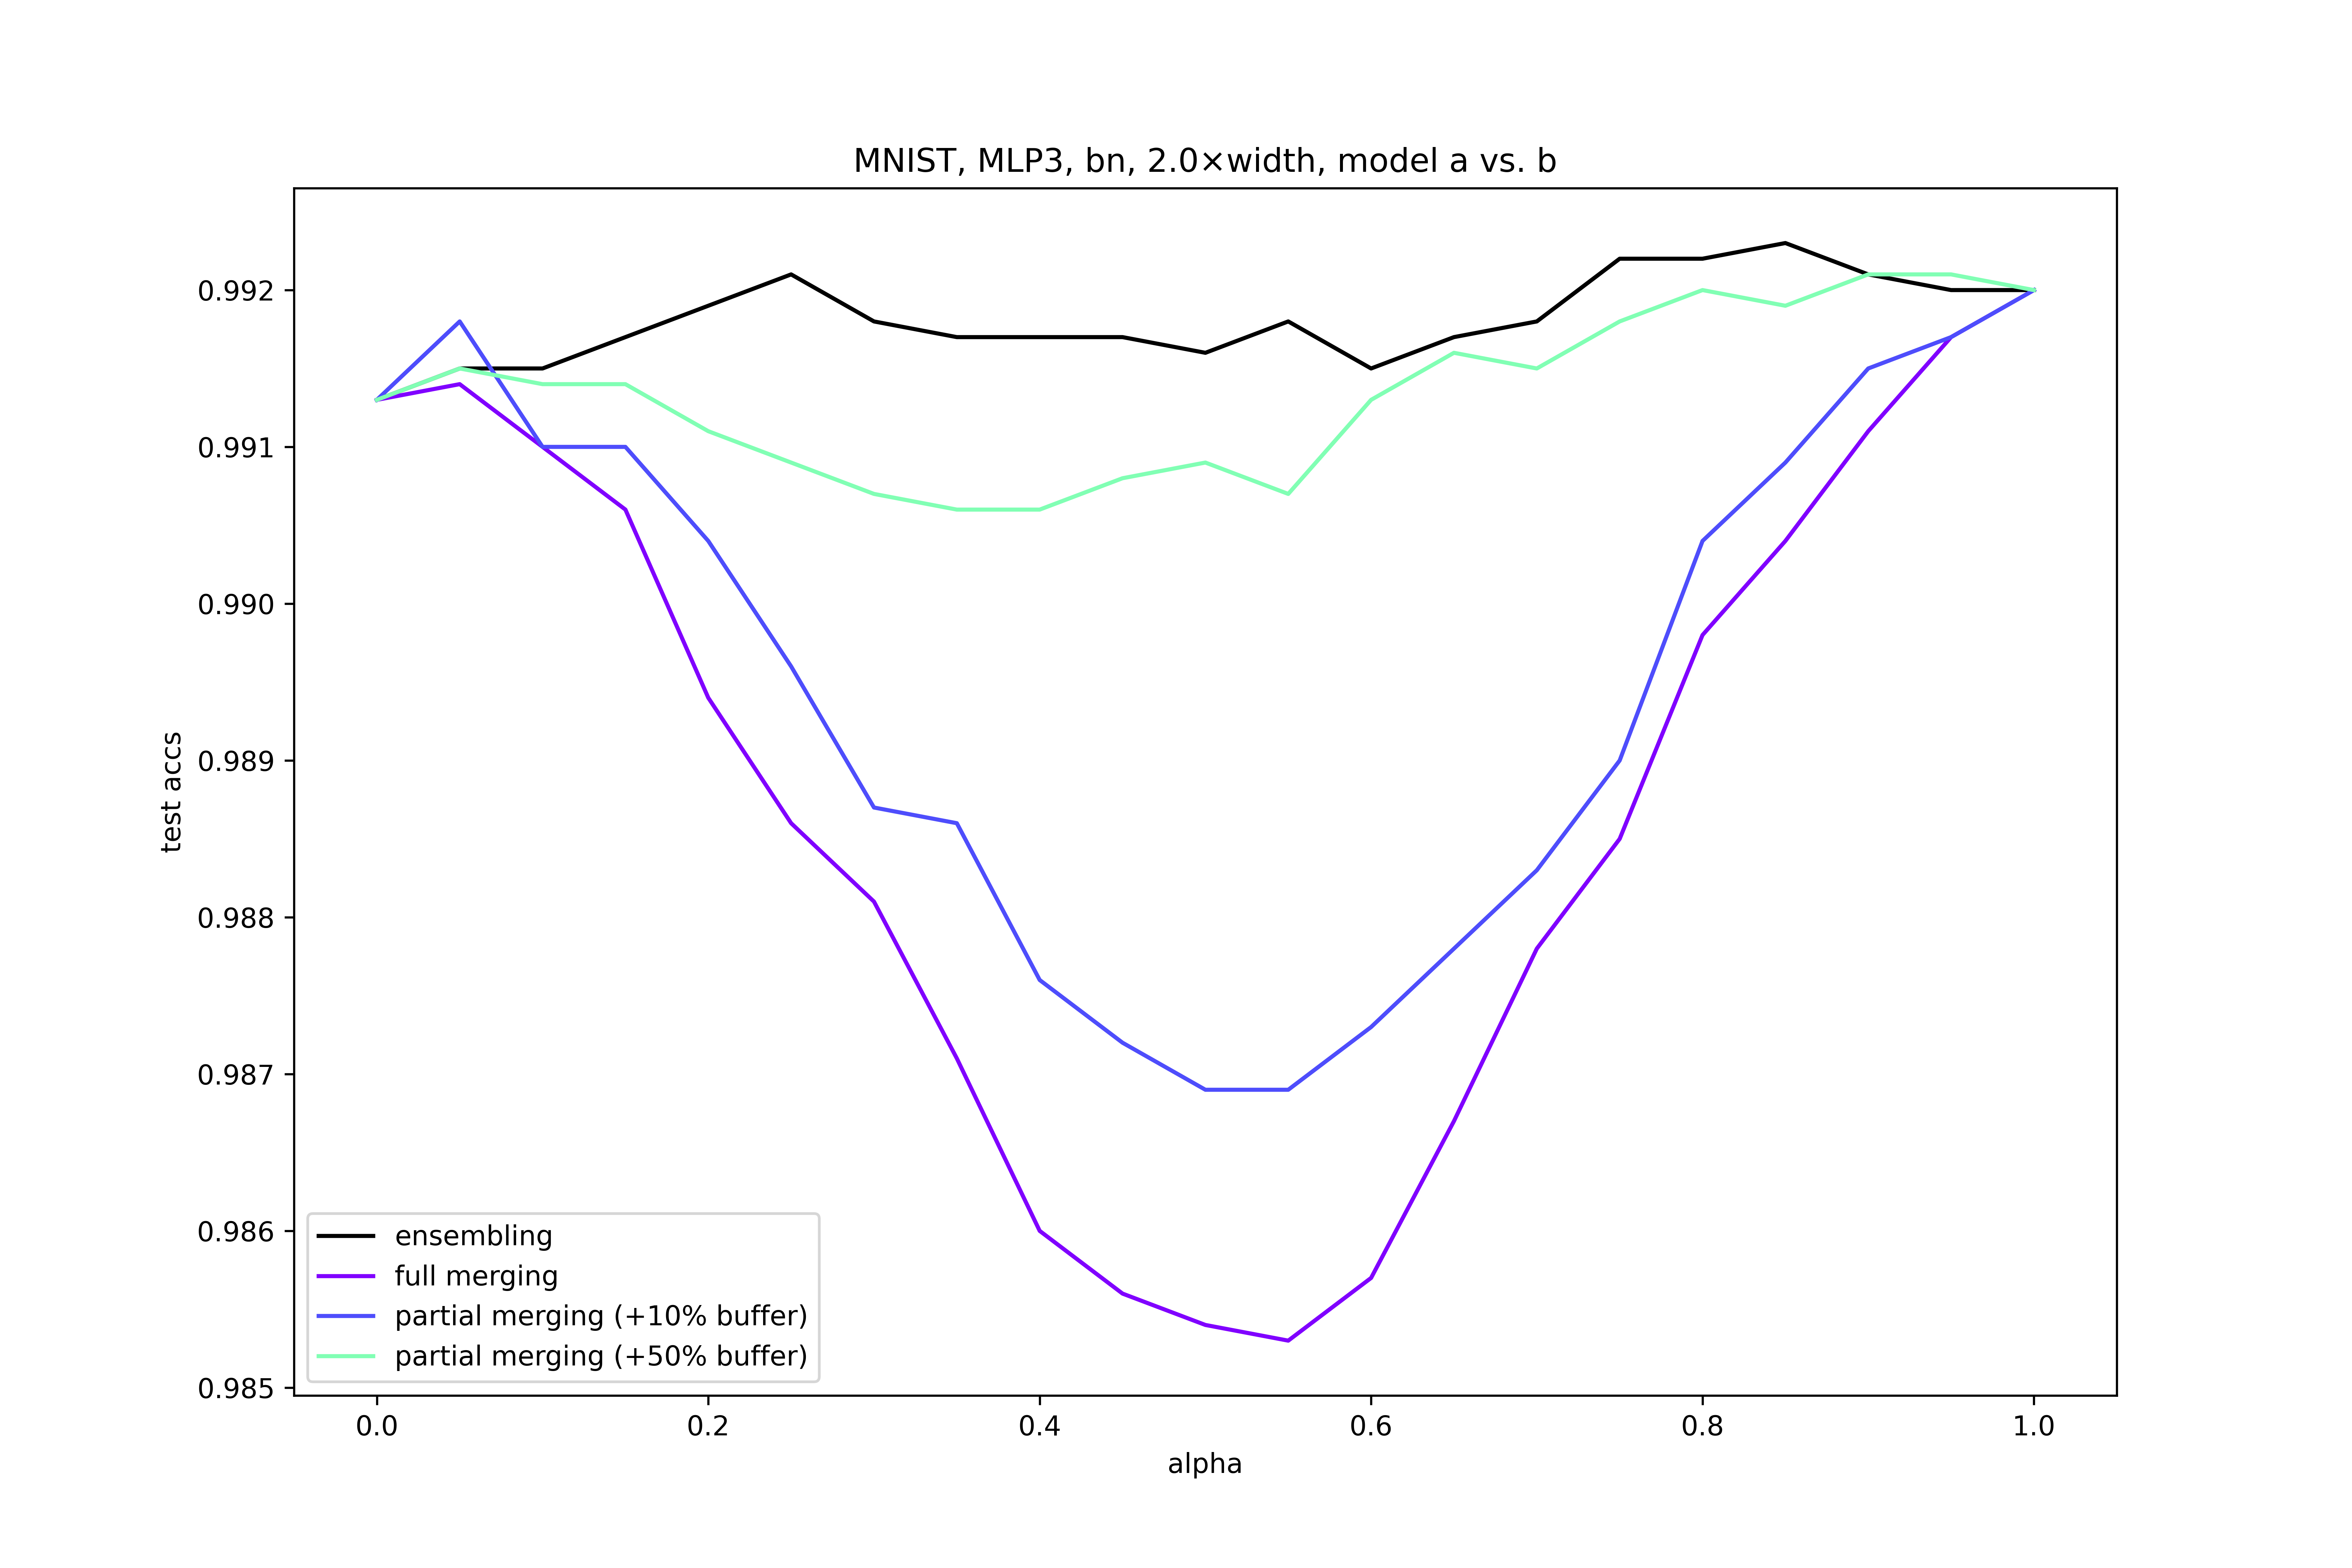 MNIST, MLP3, bn, 2.0×width, model a vs. b
test accs
0.992
0.991
0.990
0.989
0.988
0.987
0.986
0.985
ensembling
full merging
partial merging (+10% buffer)
partial merging (+50% buffer)
0.0 0.2 0.4 0.6 0.8 1.0
alpha